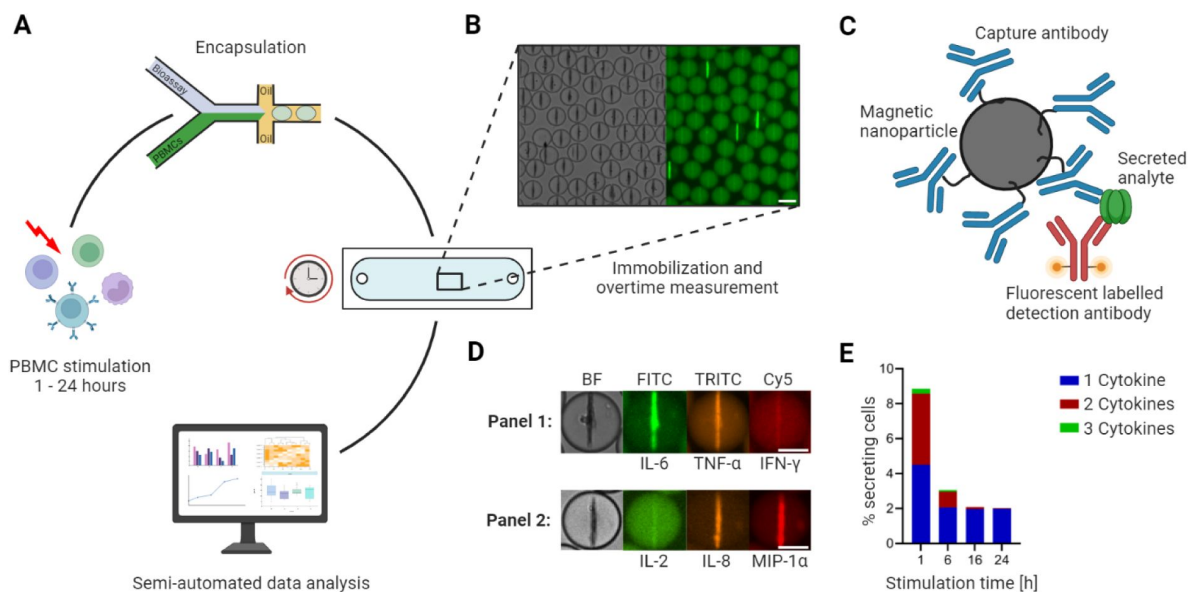 A
Encapsulation
Bioassay
Oil
Oil
PBMCs
PBMC stimulation
1 - 24 hours
Immobilization and
overtime measurement
Semi-automated data analysis
B
C
Capture antibody
Magnetic
nanoparticle
Secreted
analyte
Fluorescent labelled
detection antibody
D
BF FITC TRITC Cy5
Panel 1:
IL-6 TNF-α IFN-γ
Panel 2:
IL-2 IL-8 MIP-1α
E
10
8
6
4
2
0
% secreting cells
1 6 16 24
Stimulation time [h]
1 Cytokine
2 Cytokines
3 Cytokines